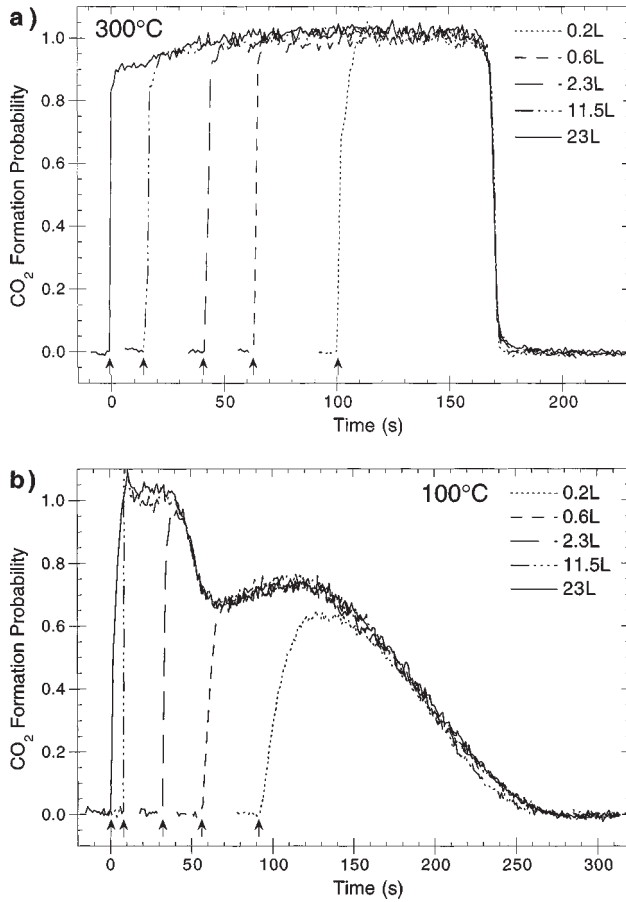 a)
300°C
0.2L
0.6L
2.3L
11.5L
23L
CO2 Formation Probability
1.0
0.8
0.6
0.4
0.2
0.0
0 50 100 150 200
Time (s)
b)
100°C
0.2L
0.6L
2.3L
11.5L
23L
CO2 Formation Probability
1.0
0.8
0.6
0.4
0.2
0.0
0 50 100 150 200 250 300
Time (s)